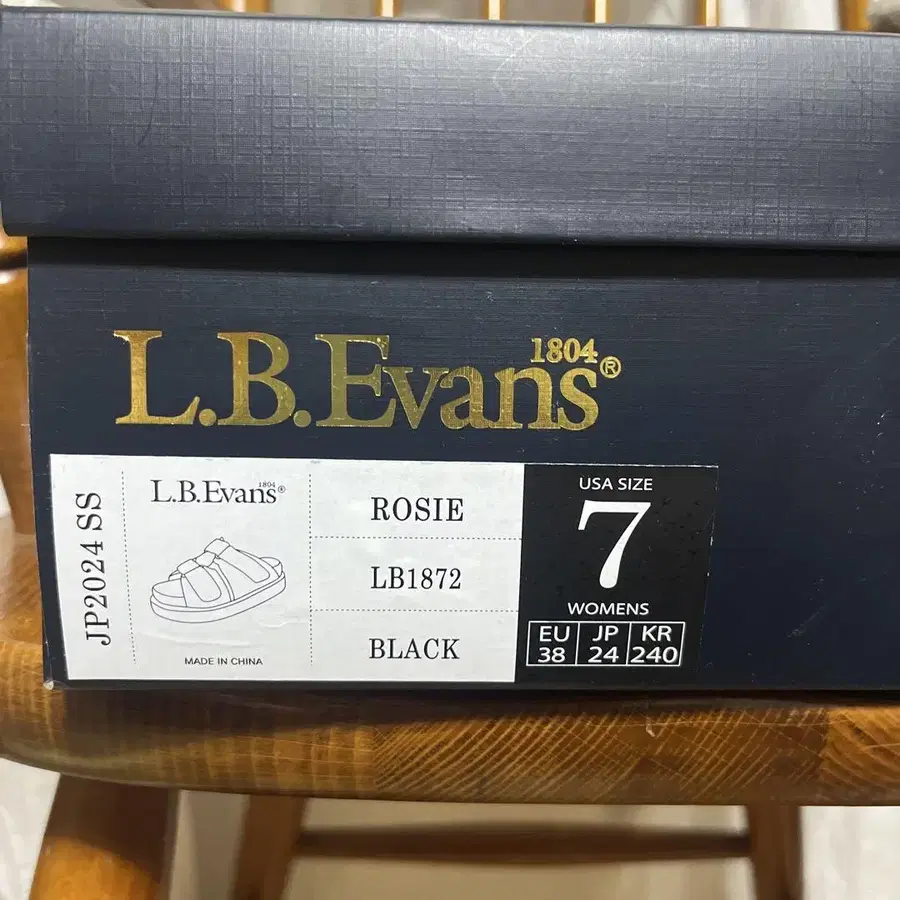 1804
L.B.Evans®
JP2024 SS
1804
L.B.Evans®
MADE IN CHINA
ROSIE
LB1872
BLACK
USA SIZE
7
WOMENS
EU JP KR
38 24 240